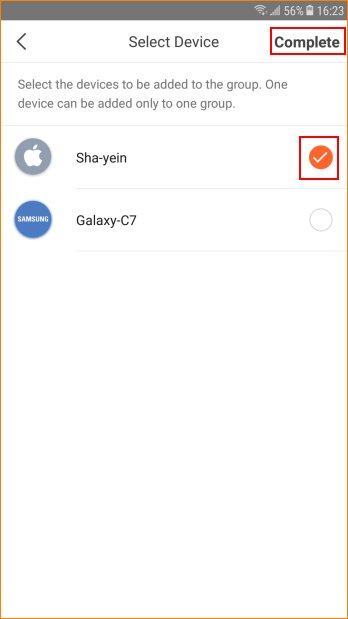 56% 16:23
Select Device Complete
Select the devices to be added to the group. One
device can be added only to one group.
Sha-yein
SAMSUNG
Galaxy-C7